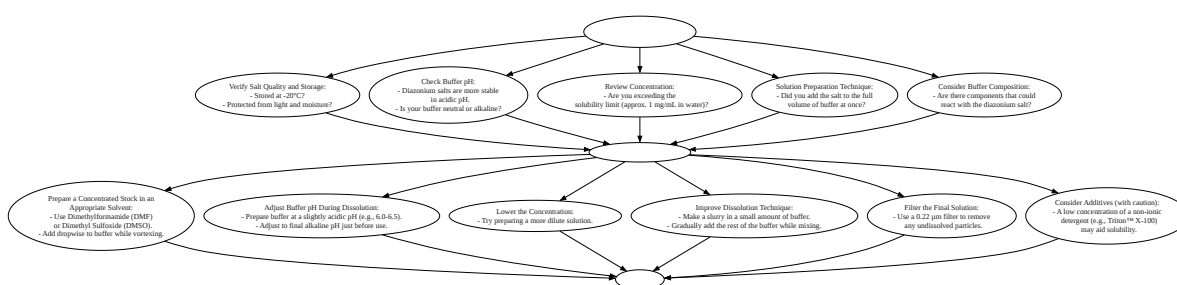 Verify Salt Quality and Storage:
- Stored at -20°C?
- Protected from light and moisture?
Check Buffer pH:
- Diazonium salts are more stable
in acidic pH.
- Is your buffer neutral or alkaline?
Review Concentration:
- Are you exceeding the
solubility limit (approx. 1 mg/mL in water)?
Solution Preparation Technique:
- Did you add the salt to the full
volume of buffer at once?
Consider Buffer Composition:
- Are there components that could
react with the diazonium salt?
Prepare a Concentrated Stock in an
Appropriate Solvent:
- Use Dimethylformamide (DMF)
or Dimethyl Sulfoxide (DMSO).
- Add dropwise to buffer while vortexing.
Adjust Buffer pH During Dissolution:
- Prepare buffer at a slightly acidic pH (e.g., 6.0-6.5).
- Adjust to final alkaline pH just before use.
Lower the Concentration:
- Try preparing a more dilute solution.
Improve Dissolution Technique:
- Make a slurry in a small amount of buffer.
- Gradually add the rest of the buffer while mixing.
Filter the Final Solution:
- Use a 0.22 µm filter to remove
any undissolved particles.
Consider Additives (with caution):
- A low concentration of a non-ionic
detergent (e.g., Triton™ X-100)
may aid solubility.